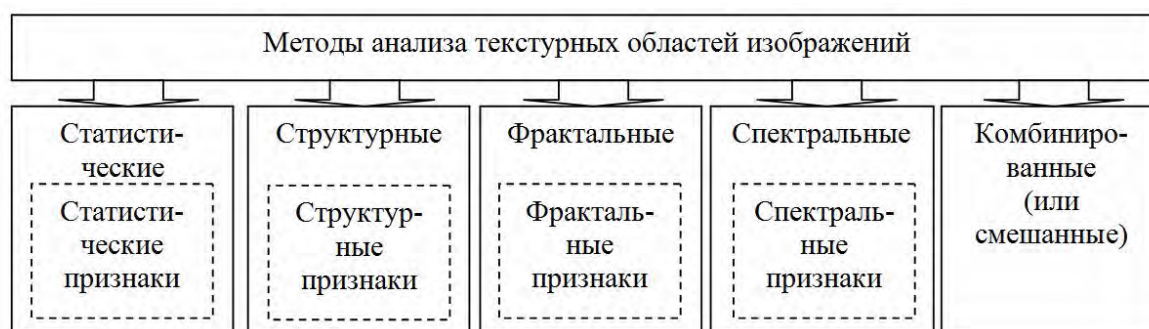 Методы анализа текстурных областей изображений
Статисти-
ческие
Статисти-
ческие
признаки
Структурные
Структур-
ные
признаки
Фрактальные
Фракталь-
ные
признаки
Спектральные
Спектраль-
ные
признаки
Комбиниро-
ванные
(или
смешанные)